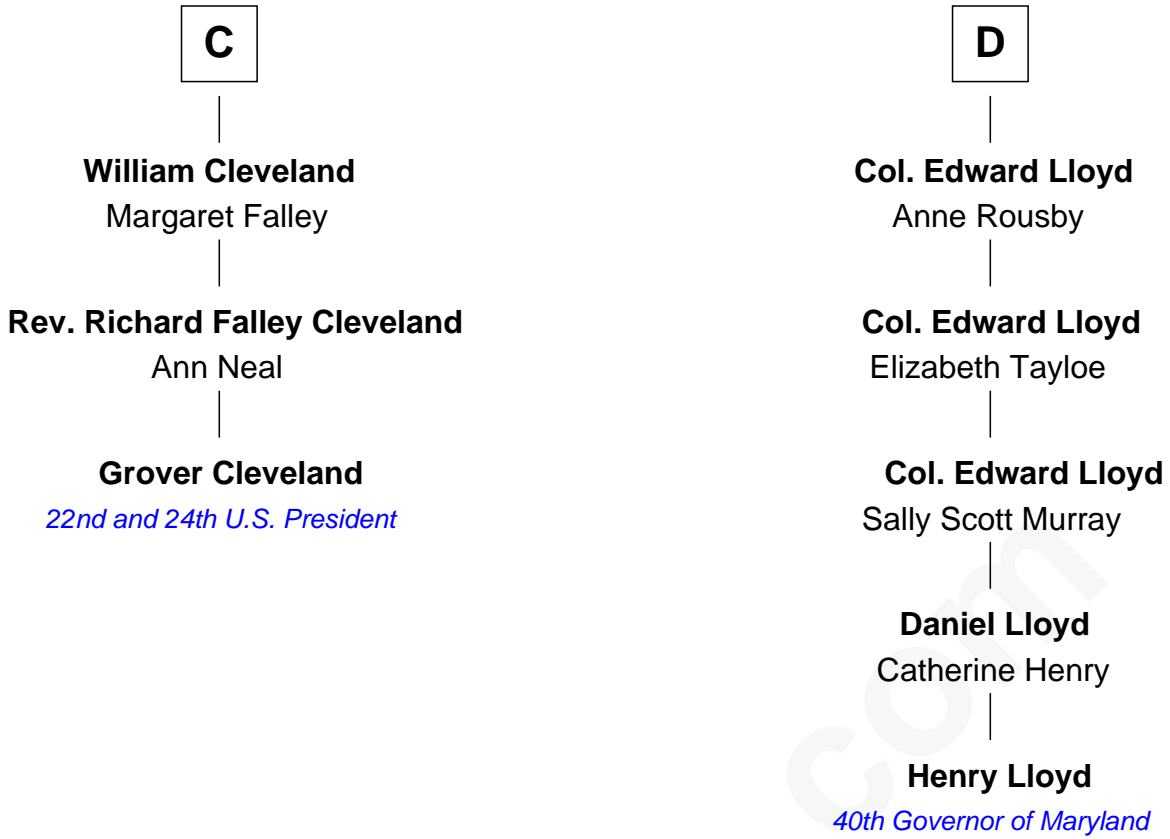 C
William Cleveland
Margaret Falley
Rev. Richard Falley Cleveland
Ann Neal
Grover Cleveland
22nd and 24th U.S. President
D
Col. Edward Lloyd
Anne Rousby
Col. Edward Lloyd
Elizabeth Tayloe
Col. Edward Lloyd
Sally Scott Murray
Daniel Lloyd
Catherine Henry
Henry Lloyd
40th Governor of Maryland
com